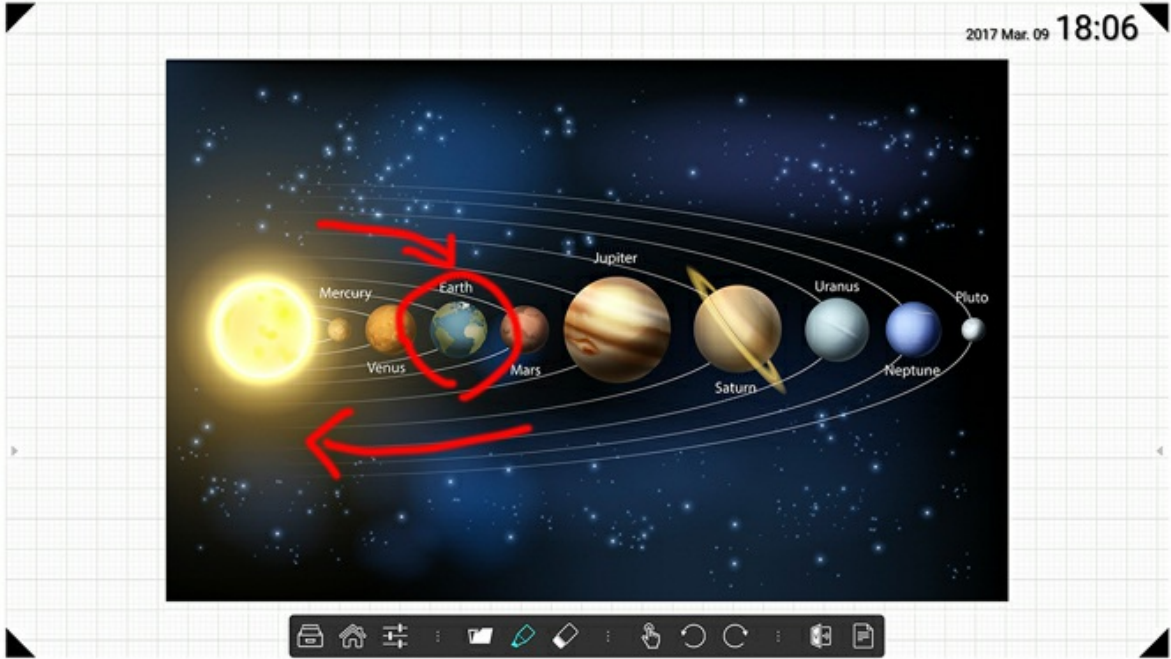 2017 Mar. 09 18:06
Jupiter
Mercury
Earth
Uranus
Pluto
Venus
Mars
Saturn
Neptune